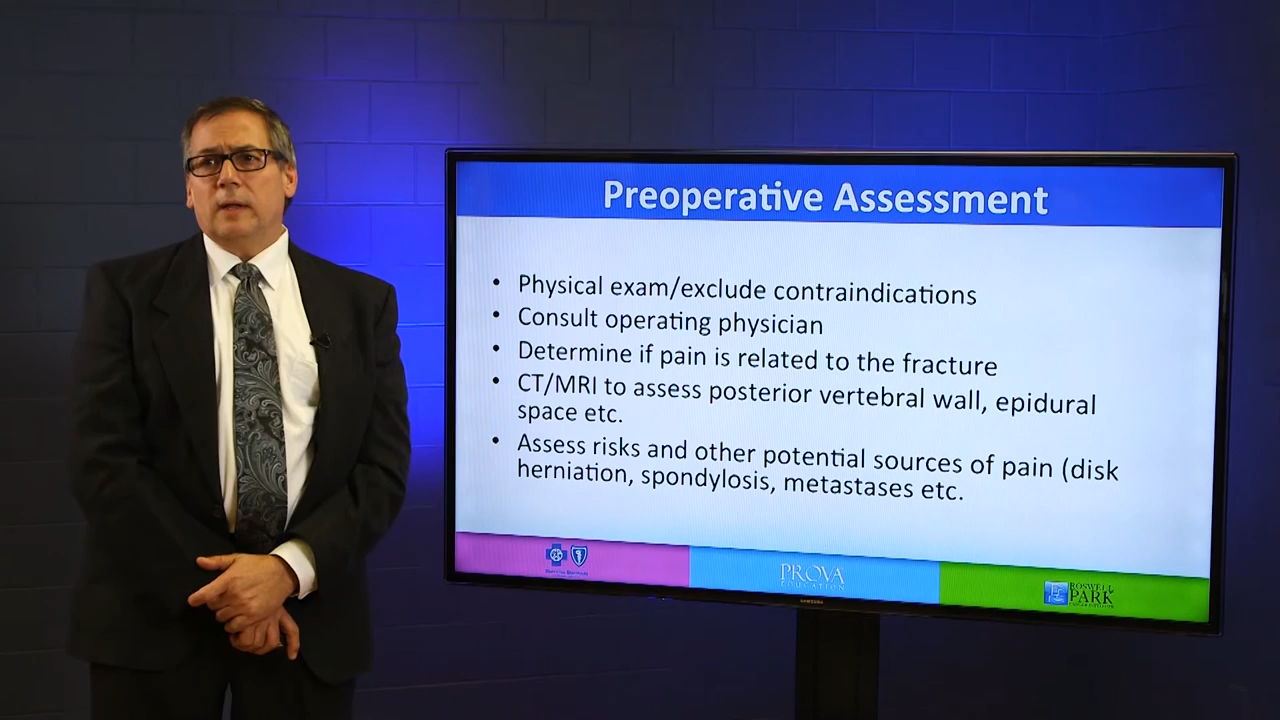 Preoperative Assessment
• Physical exam/exclude contraindications
• Consult operating physician
• Determine if pain is related to the fracture
• CT/MRI to assess posterior vertebral wall, epidural
space etc.
• Assess risks and other potential sources of pain (disk
herniation, spondylosis, metastases etc.
PROVA
EDUCATION
ROSWELL
PARK
SAMSUNG